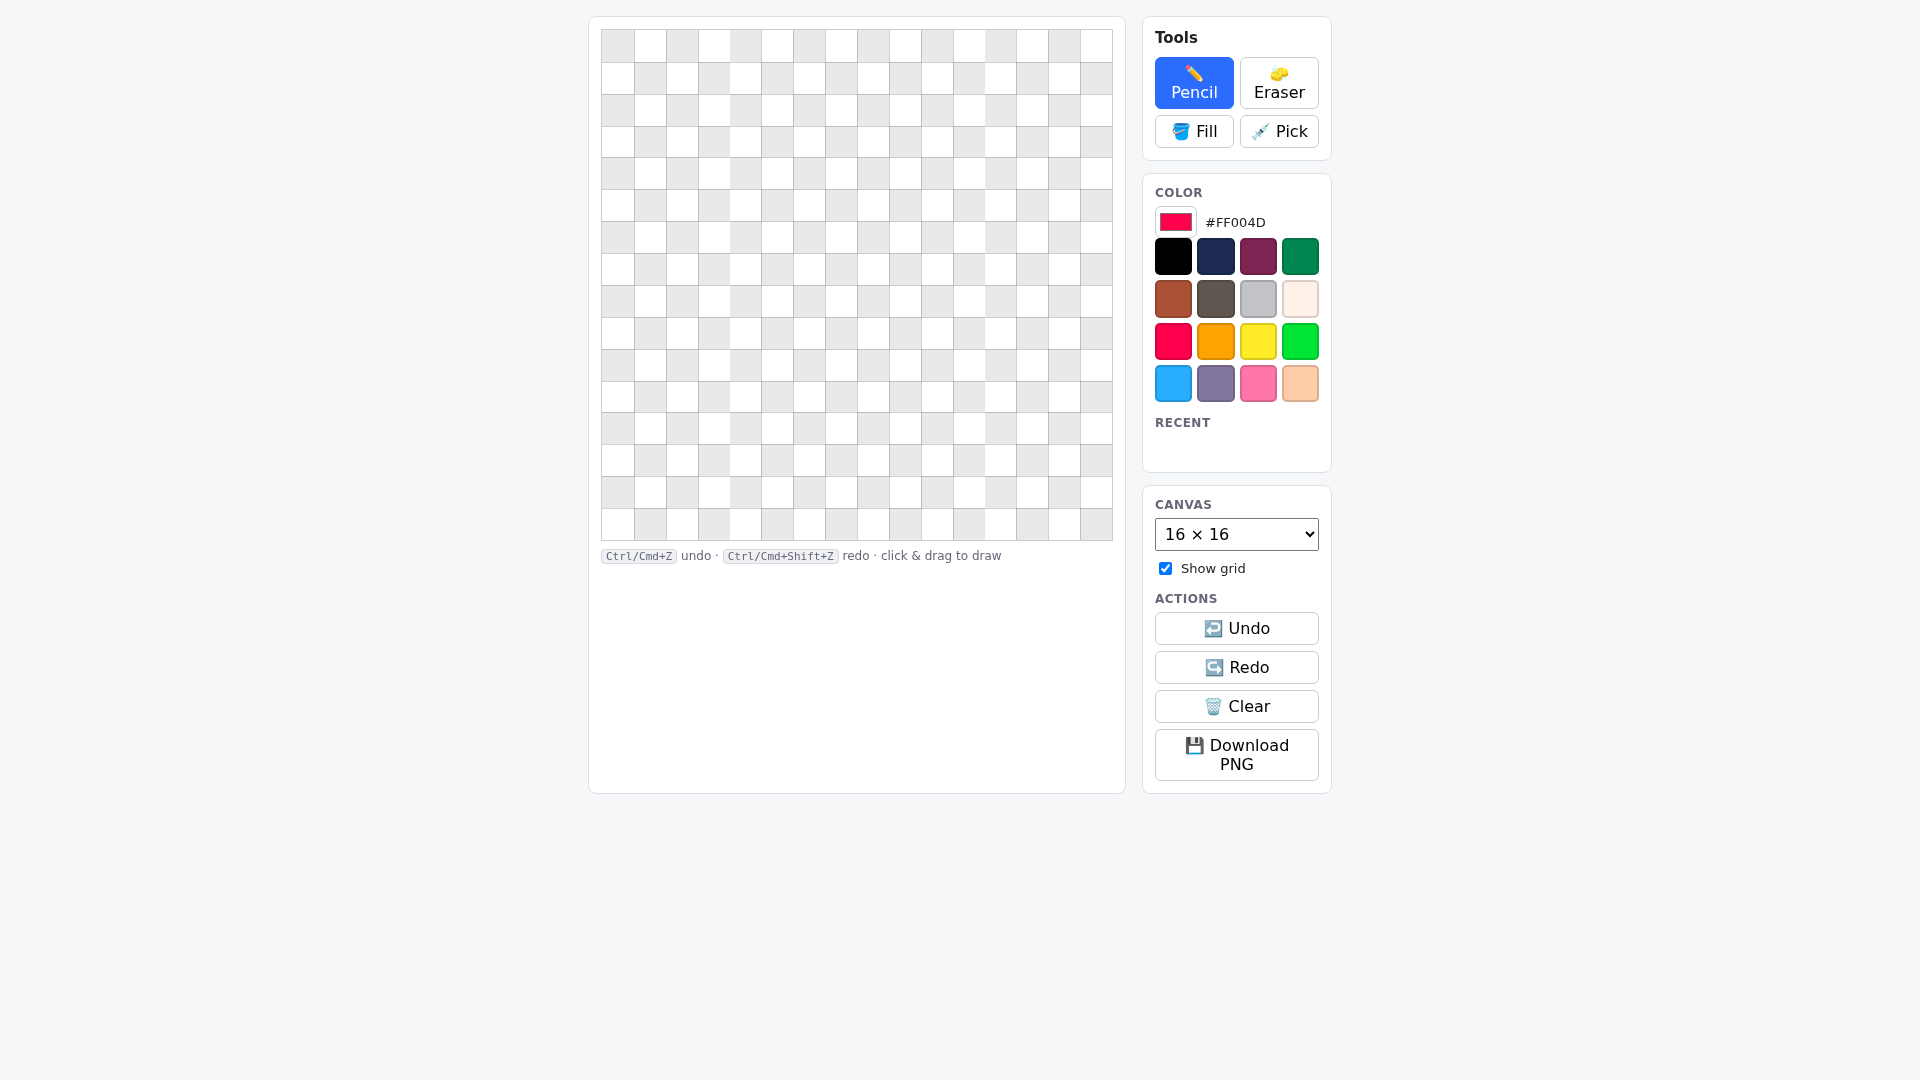 Tools
Pencil
Eraser
Fill
Pick
COLOR
#FF004D
RECENT
CANVAS
16 × 16
Show grid
ACTIONS
Undo
Redo
Clear
Download
PNG
Ctrl/Cmd+Z undo · Ctrl/Cmd+Shift+Z redo · click & drag to draw